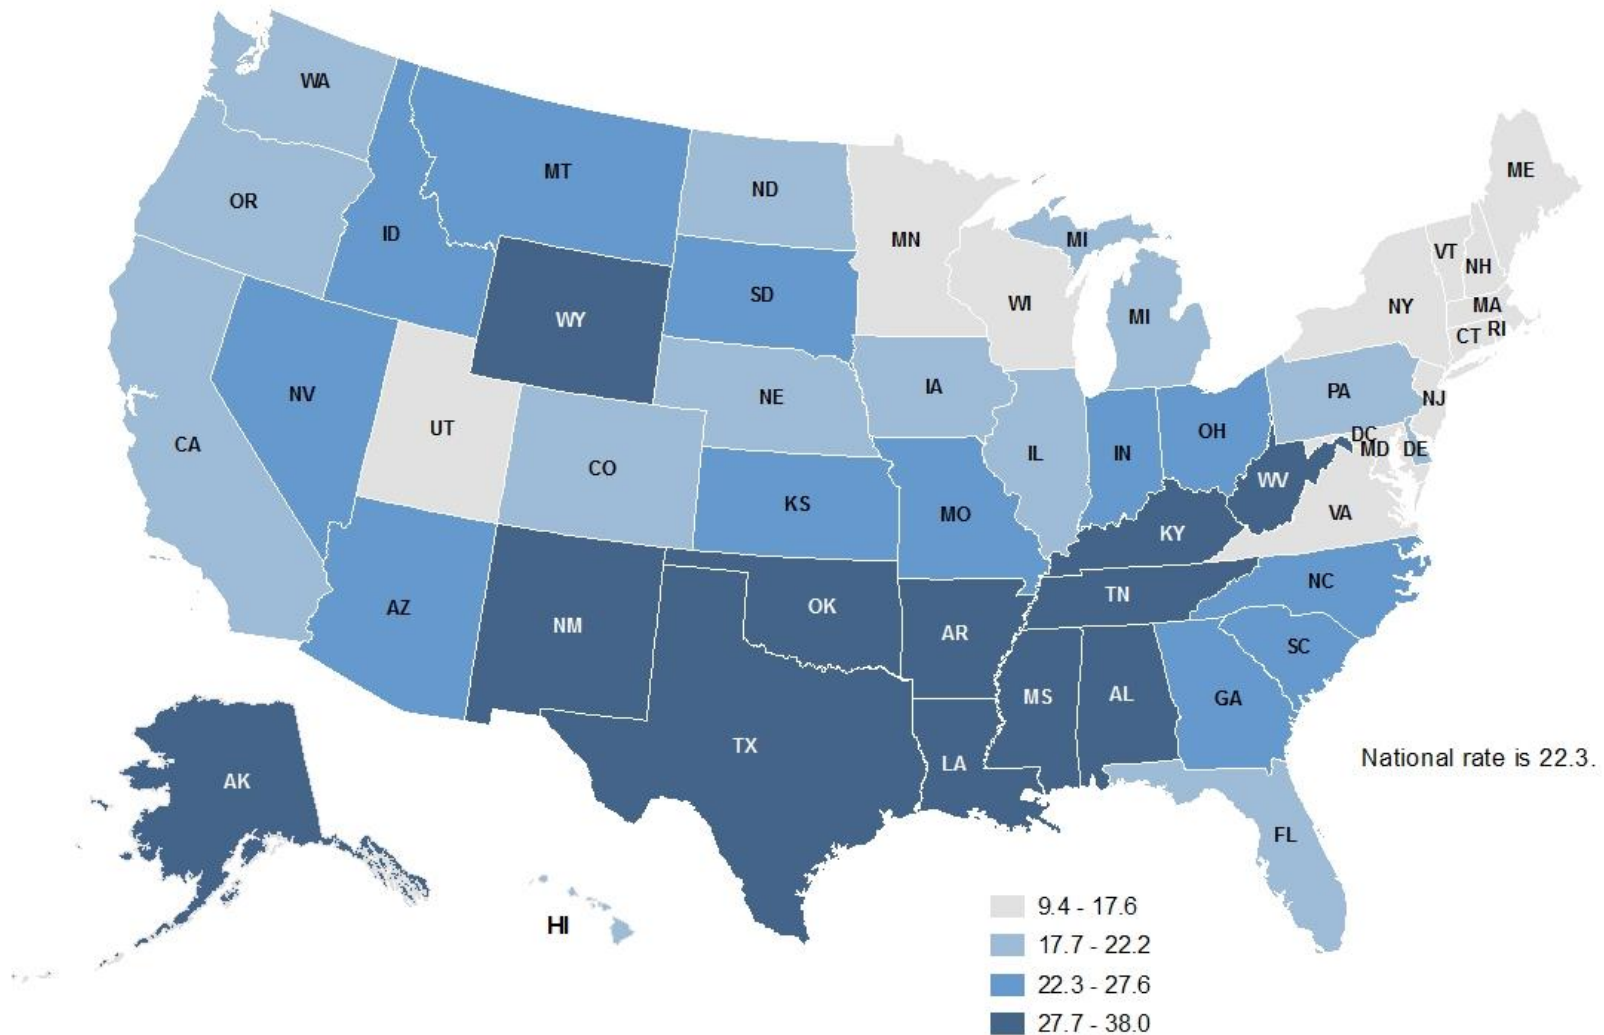 WA
MT
ND
ME
OR
ID
MN
MI
VT
NH
SD
WI
NY
MA
WY
MI
CT
RI
NV
NE
IA
PA
NJ
UT
OH
DC
CA
CO
IL
IN
MD
DE
WV
KS
MO
VA
KY
AZ
NM
OK
TN
NC
AR
SC
MS
AL
GA
TX
LA
National rate is 22.3.
AK
FL
HI
9.4 - 17.6
17.7 - 22.2
22.3 - 27.6
27.7 - 38.0